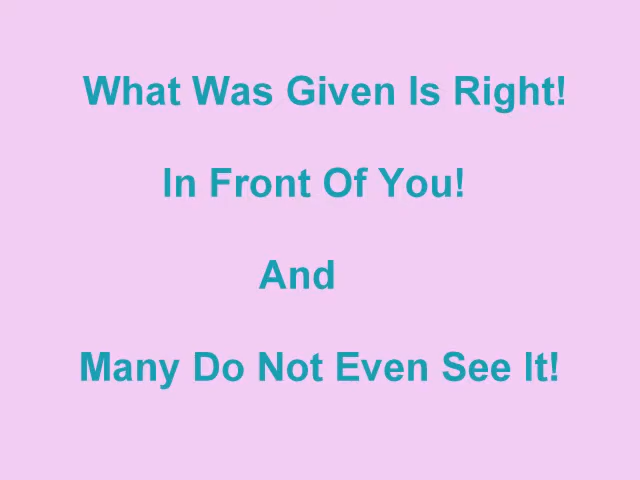 What Was Given Is Right!
In Front Of You!
And
Many Do Not Even See It!